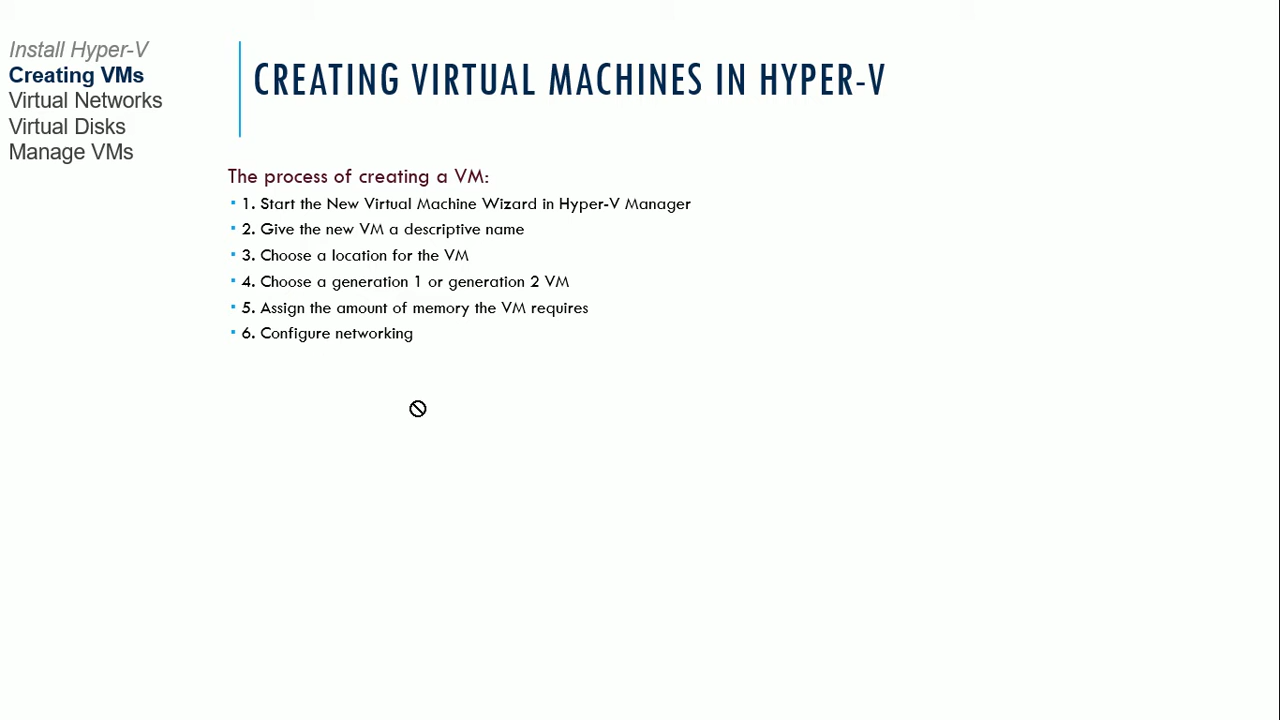 Install Hyper-V
Creating VMs
Virtual Networks
Virtual Disks
Manage VMs
CREATING VIRTUAL MACHINES IN HYPER-V
The process of creating a VM:
▪ 1. Start the New Virtual Machine Wizard in Hyper-V Manager
▪ 2. Give the new VM a descriptive name
▪ 3. Choose a location for the VM
▪ 4. Choose a generation 1 or generation 2 VM
▪ 5. Assign the amount of memory the VM requires
▪ 6. Configure networking